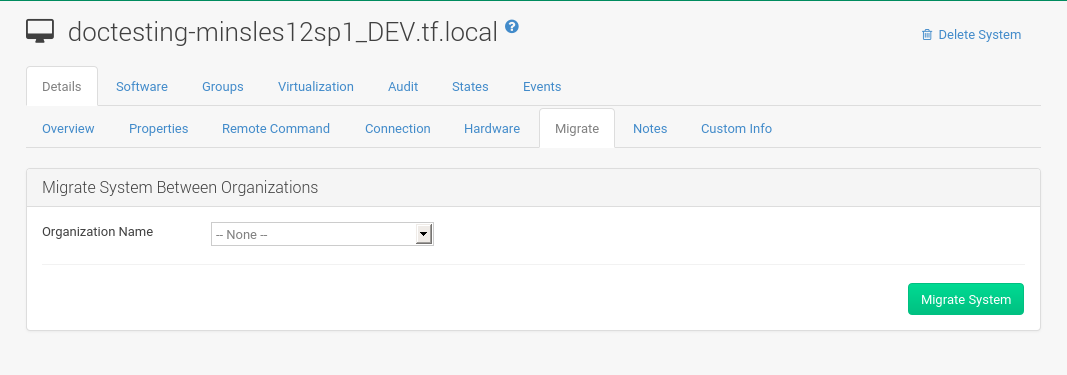 doctesting-minsles12sp1_DEV.tf.local ?
Delete System
Details Software Groups Virtualization Audit States Events
Overview Properties Remote Command Connection Hardware Migrate Notes Custom Info
Migrate System Between Organizations
Organization Name -- None --
Migrate System